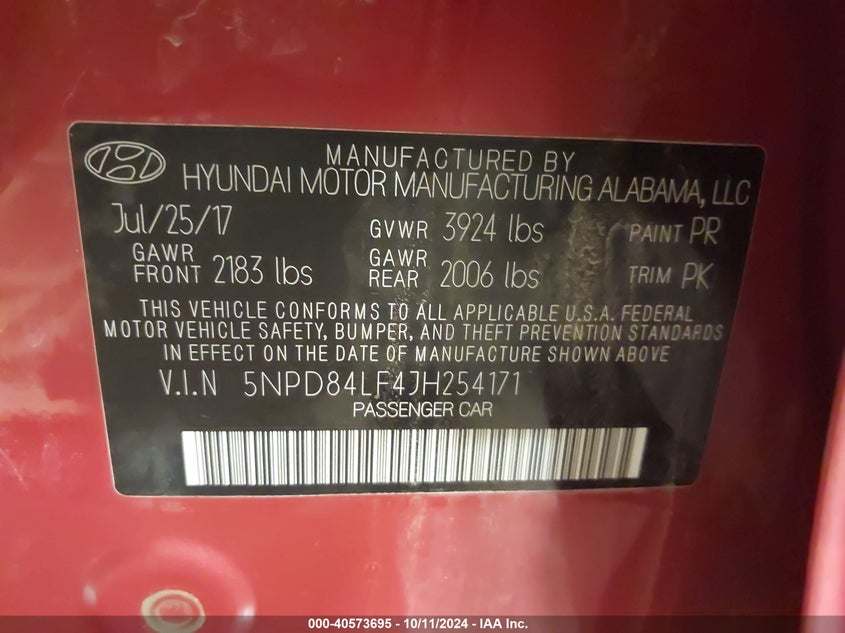 MANUFACTURED BY
HYUNDAI MOTOR MANUFACTURING ALABAMA, LLC
Jul/25/17 GVWR 3924 lbs PAINT PR
GAWR FRONT 2183 lbs GAWR REAR 2006 lbs TRIM PK
THIS VEHICLE CONFORMS TO ALL APPLICABLE U.S.A. FEDERAL
MOTOR VEHICLE SAFETY, BUMPER, AND THEFT PREVENTION STANDARDS
IN EFFECT ON THE DATE OF MANUFACTURE SHOWN ABOVE
V.I.N 5NPD84LF4JH254171
PASSENGER CAR
000-40573695 - 10/11/2024 - IAA Inc.